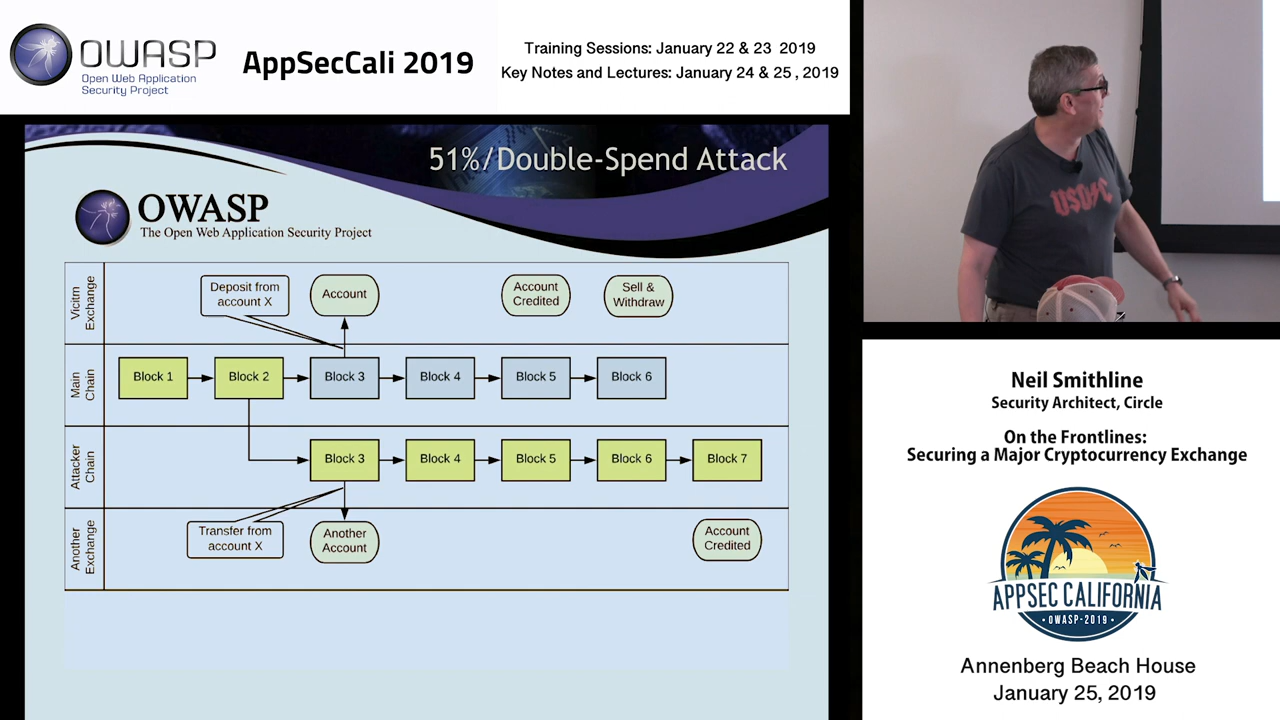 OWASP
Open Web Application
Security Project
AppSecCali 2019
Training Sessions: January 22 & 23 2019
Key Notes and Lectures: January 24 & 25 , 2019
51%/Double-Spend Attack
OWASP
The Open Web Application Security Project
Vicitm
Exchange
Deposit from
account X
Account
Account
Credited
Sell &
Withdraw
Main
Chain
Block 1
Block 2
Block 3
Block 4
Block 5
Block 6
Attacker
Chain
Block 3
Block 4
Block 5
Block 6
Block 7
Another
Exchange
Transfer from
account X
Another
Account
Account
Credited
USD/C
Neil Smithline
Security Architect, Circle
On the Frontlines:
Securing a Major Cryptocurrency Exchange
APPSEC CALIFORNIA
• OWASP-2019 •
Annenberg Beach House
January 25, 2019